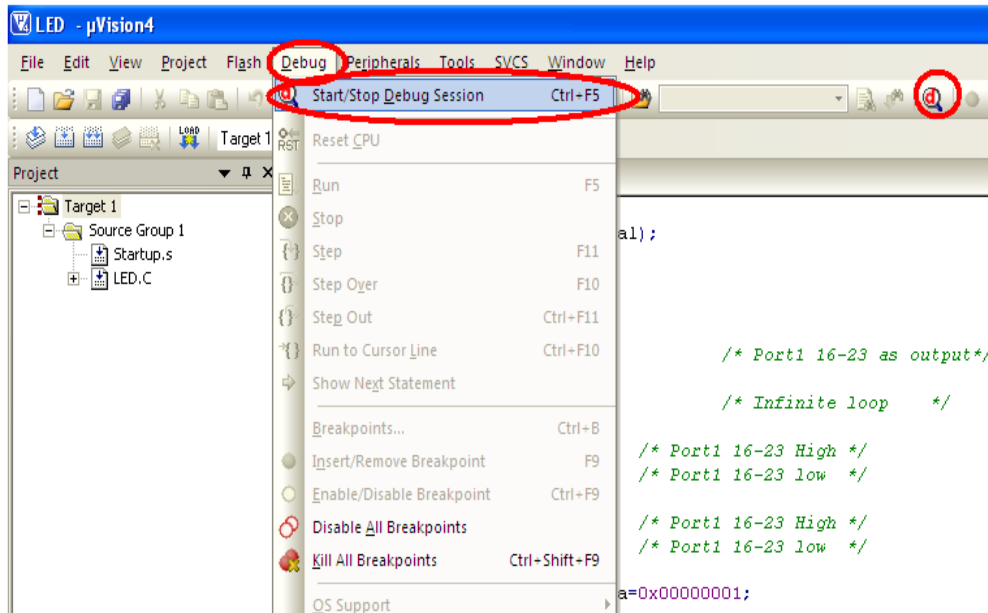 LED - µVision4
File Edit View Project Flash Debug Peripherals Tools SVCS Window Help
Start/Stop Debug Session Ctrl+F5
LOAD Target 1
RST Reset CPU
Project
Run F5
Target 1
Stop
Source Group 1
al);
Startup.s
Step F11
LED.C
Step Over F10
Step Out Ctrl+F11
Run to Cursor Line Ctrl+F10
/* Port1 16-23 as output*/
Show Next Statement
/* Infinite loop */
Breakpoints... Ctrl+B
/* Port1 16-23 High */
Insert/Remove Breakpoint F9
/* Port1 16-23 low */
Enable/Disable Breakpoint Ctrl+F9
Disable All Breakpoints
/* Port1 16-23 High */
/* Port1 16-23 low */
Kill All Breakpoints Ctrl+Shift+F9
a=0x00000001;
OS Support